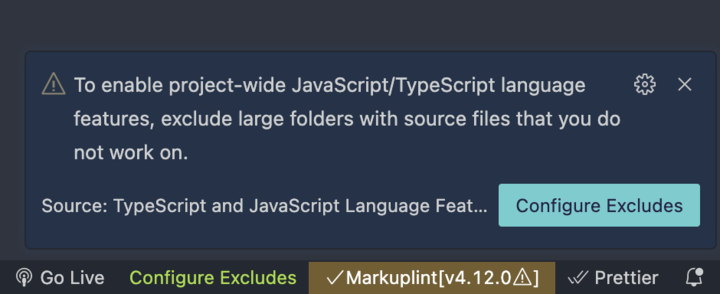 To enable project-wide JavaScript/TypeScript language
features, exclude large folders with source files that you do
not work on.
Source: TypeScript and JavaScript Language Feat...
Configure Excludes
Go Live Configure Excludes ✓Markuplint[v4.12.0⚠] Prettier